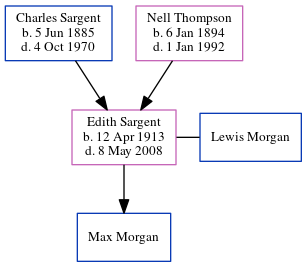 Charles Sargent
b. 5 Jun 1885
d. 4 Oct 1970
Nell Thompson
b. 6 Jan 1894
d. 1 Jan 1992
Edith Sargent
b. 12 Apr 1913
d. 8 May 2008
Lewis Morgan
Max Morgan